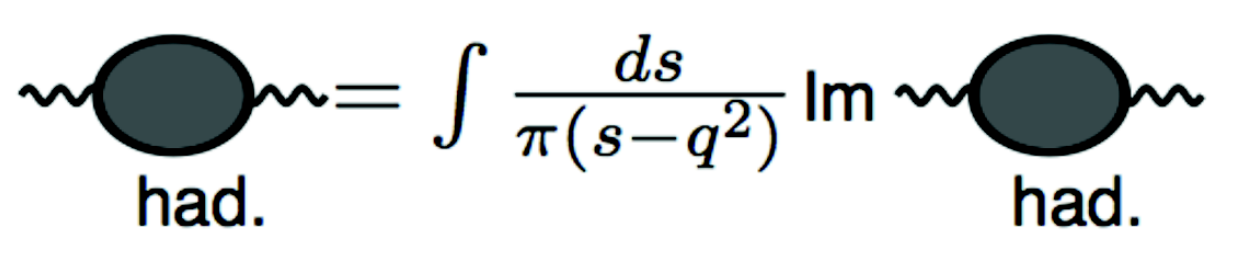 = ∫ ds / π(s−q²) Im
had. had.